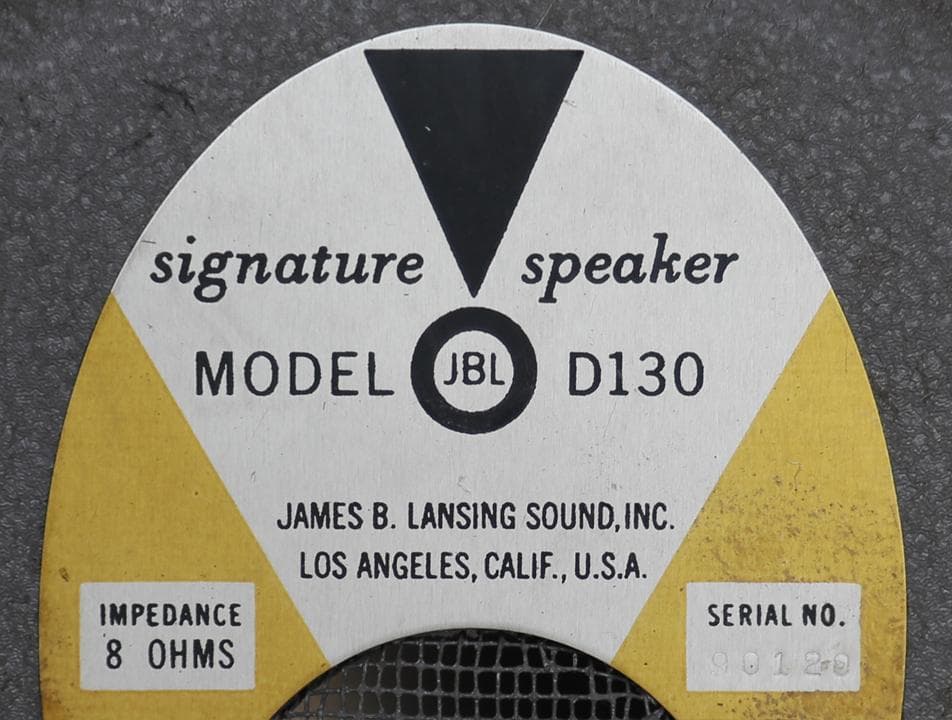 signature speaker
MODEL JBL D130
JAMES B. LANSING SOUND, INC.
LOS ANGELES, CALIF., U.S.A.
IMPEDANCE
8 OHMS
SERIAL NO.